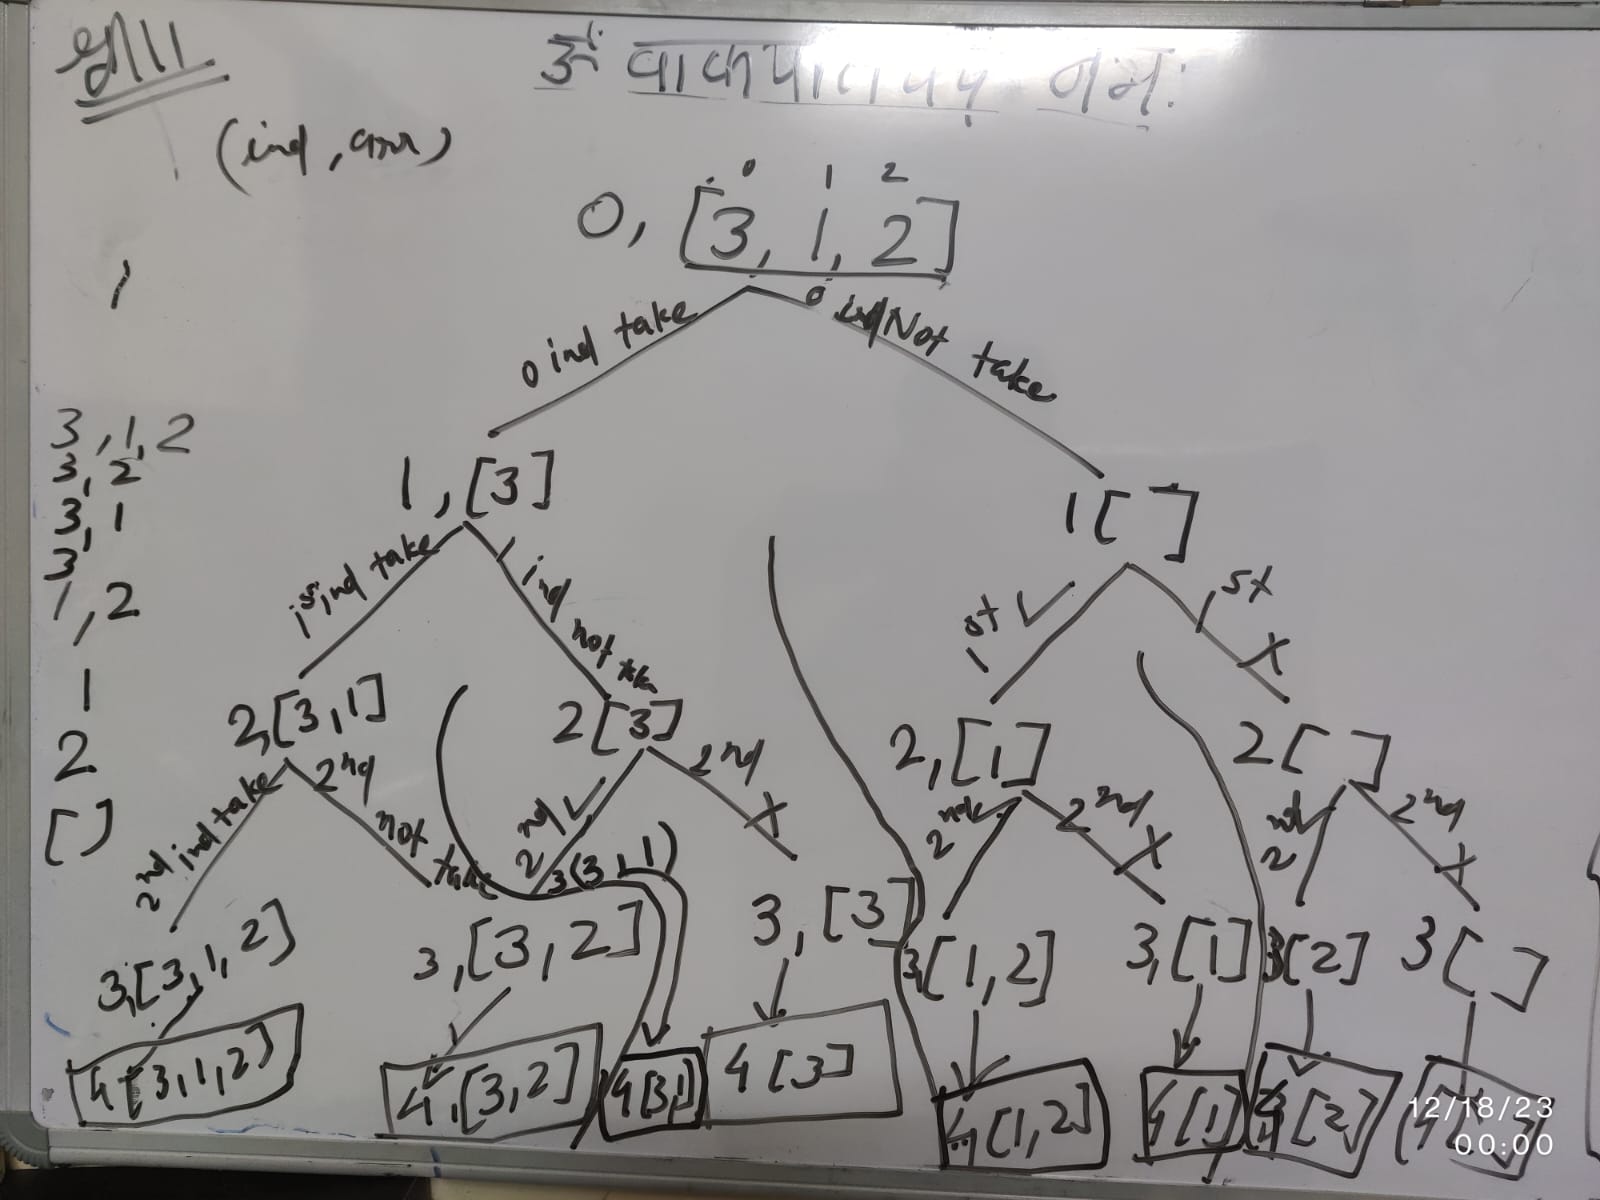 श्री॥
ॐ वाक्पतये नमः
(ind, arr)
0 1 2
0, [3, 1, 2]
1
0 ind take
0 ind Not take
3, 1, 2
3, 2
3, 1
3
1, 2
1
2
[ ]
1, [3]
1 [ ]
1st ind take
1 ind not take
1st ✓
1st X
2, [3, 1]
2 [3]
2, [1]
2 [ ]
2nd ind take
2nd not take
2nd ✓
2nd X
2nd ✓
2nd X
2nd ✓
2nd X
3 (3, 1)
3, [3, 1, 2]
3, [3, 2]
3, [3]
3, [1, 2]
3, [1]
3 [2]
3 [ ]
4 [3, 1, 2]
4, [3, 2]
4 [3, 1]
4 [3]
4 [1, 2]
4 [1]
4 [2]
12/18/23
00:00